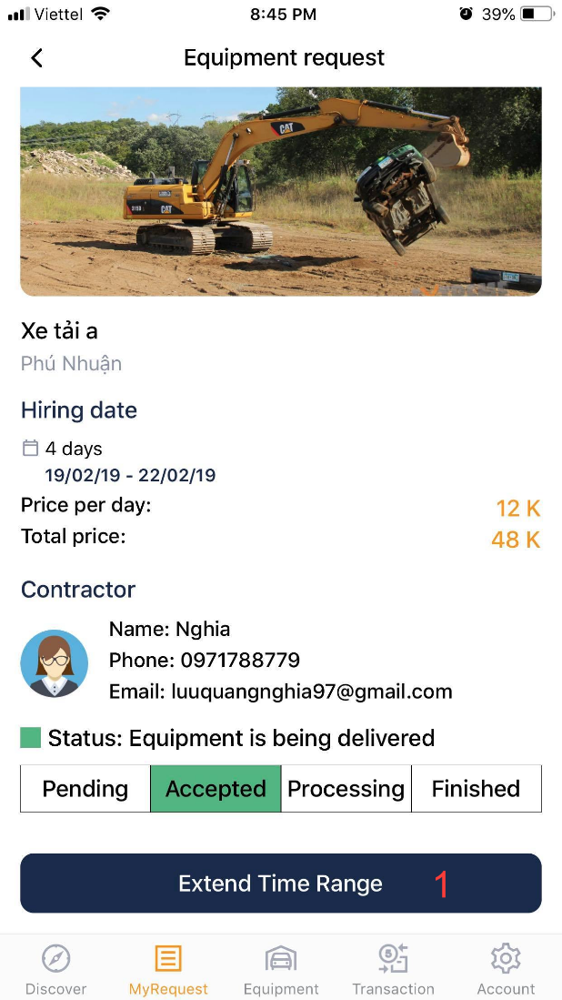 Viettel 8:45 PM 39%
Equipment request
CAT
CAT
Xe tải a
Phú Nhuận
Hiring date
4 days
19/02/19 - 22/02/19
Price per day: 12 K
Total price: 48 K
Contractor
Name: Nghia
Phone: 0971788779
Email: luuquangnghia97@gmail.com
Status: Equipment is being delivered
Pending Accepted Processing Finished
Extend Time Range 1
Discover MyRequest Equipment Transaction Account